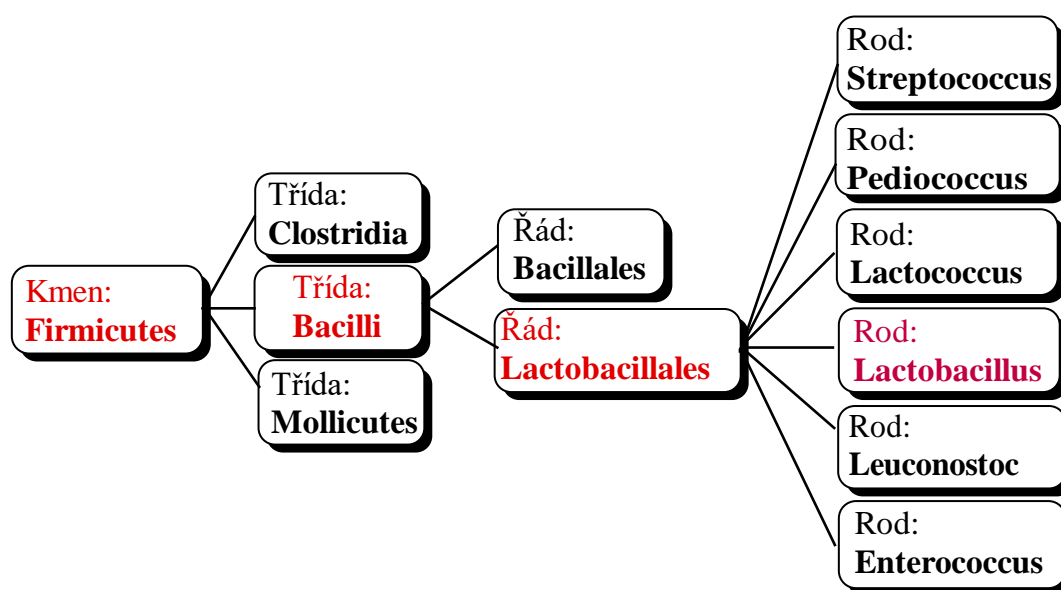 Kmen:
Firmicutes
Třída:
Clostridia
Třída:
Bacilli
Třída:
Mollicutes
Řád:
Bacillales
Řád:
Lactobacillales
Rod:
Streptococcus
Rod:
Pediococcus
Rod:
Lactococcus
Rod:
Lactobacillus
Rod:
Leuconostoc
Rod:
Enterococcus